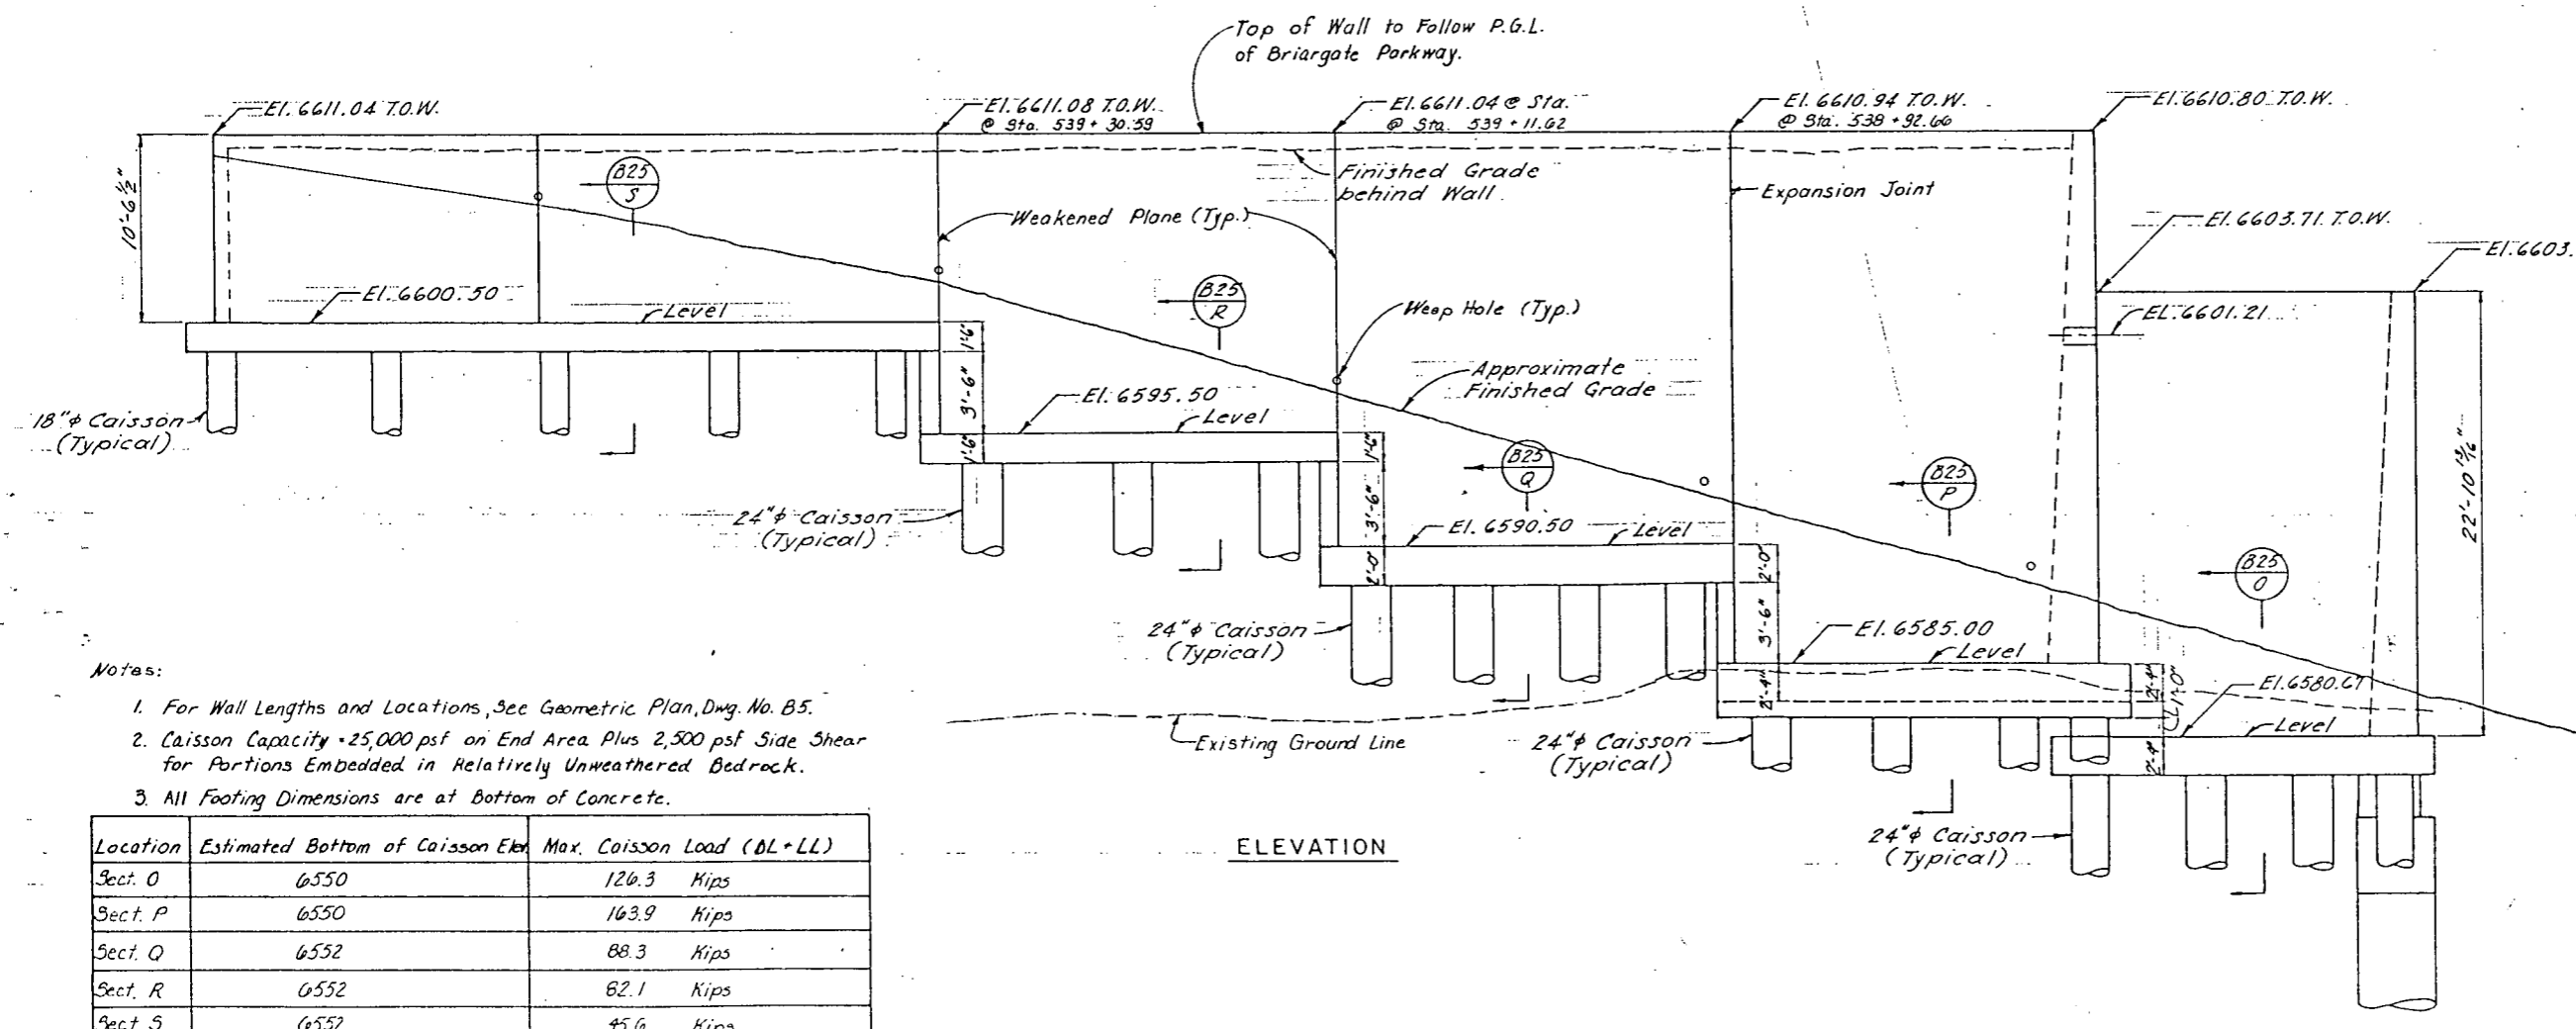 Top of Wall to Follow P.G.L.
of Briargate Parkway.
El. 6611.04 T.O.W.
El. 6611.08 T.O.W.
@ Sta. 539 + 30.59
El. 6611.04 @ Sta.
@ Sta. 539 + 11.62
El. 6610.94 T.O.W.
@ Sta. 538 + 92.66
El. 6610.80 T.O.W.
10'-6½"
B25
S
Finished Grade
behind Wall
Expansion Joint
Weakened Plane (Typ.)
El. 6603.71 T.O.W.
El. 6603.
El. 6600.50
Level
B25
R
Weep Hole (Typ.)
EL. 6601.21
1'-6"
3'-6"
1'-6"
Approximate
Finished Grade
El. 6595.50
Level
18"ϕ Caisson
(Typical)
1'-6"
3'-6"
2'-0"
B25
Q
B25
P
22'-10 13/16"
24"ϕ Caisson
(Typical)
El. 6590.50
Level
2'-0"
3'-6"
2'-4"
B25
O
24"ϕ Caisson
(Typical)
El. 6585.00
Level
2'-4"
1'-0"
2'-4"
El. 6580.67
Level
Existing Ground Line
24"ϕ Caisson
(Typical)
24"ϕ Caisson
(Typical)
ELEVATION
Notes:
1. For Wall Lengths and Locations, See Geometric Plan, Dwg. No. B5.
2. Caisson Capacity = 25,000 psf on End Area Plus 2,500 psf Side Shear
for Portions Embedded in Relatively Unweathered Bedrock.
3. All Footing Dimensions are at Bottom of Concrete.
Location Estimated Bottom of Caisson Elev. Max. Caisson Load (DL + LL)
Sect. O 6550 126.3 Kips
Sect. P 6550 163.9 Kips
Sect. Q 6552 88.3 Kips
Sect. R 6552 82.1 Kips
Sect. S 6552 45.6 Kips